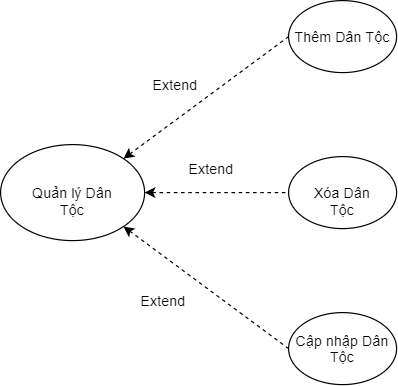 Thêm Dân Tộc
Extend
Extend
Quản lý Dân
Tộc
Xóa Dân
Tộc
Extend
Cập nhập Dân
Tộc